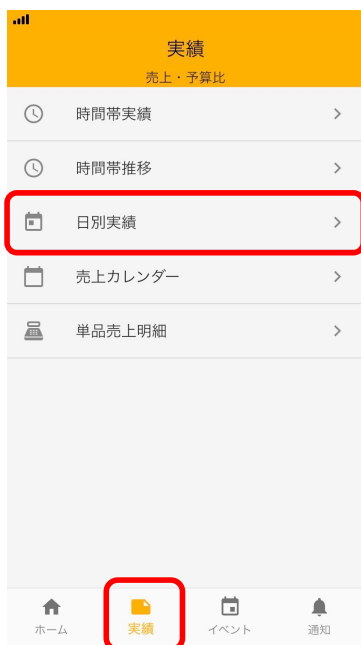 実績
売上・予算比
時間帯実績
時間帯推移
日別実績
売上カレンダー
単品売上明細
ホーム
実績
イベント
通知